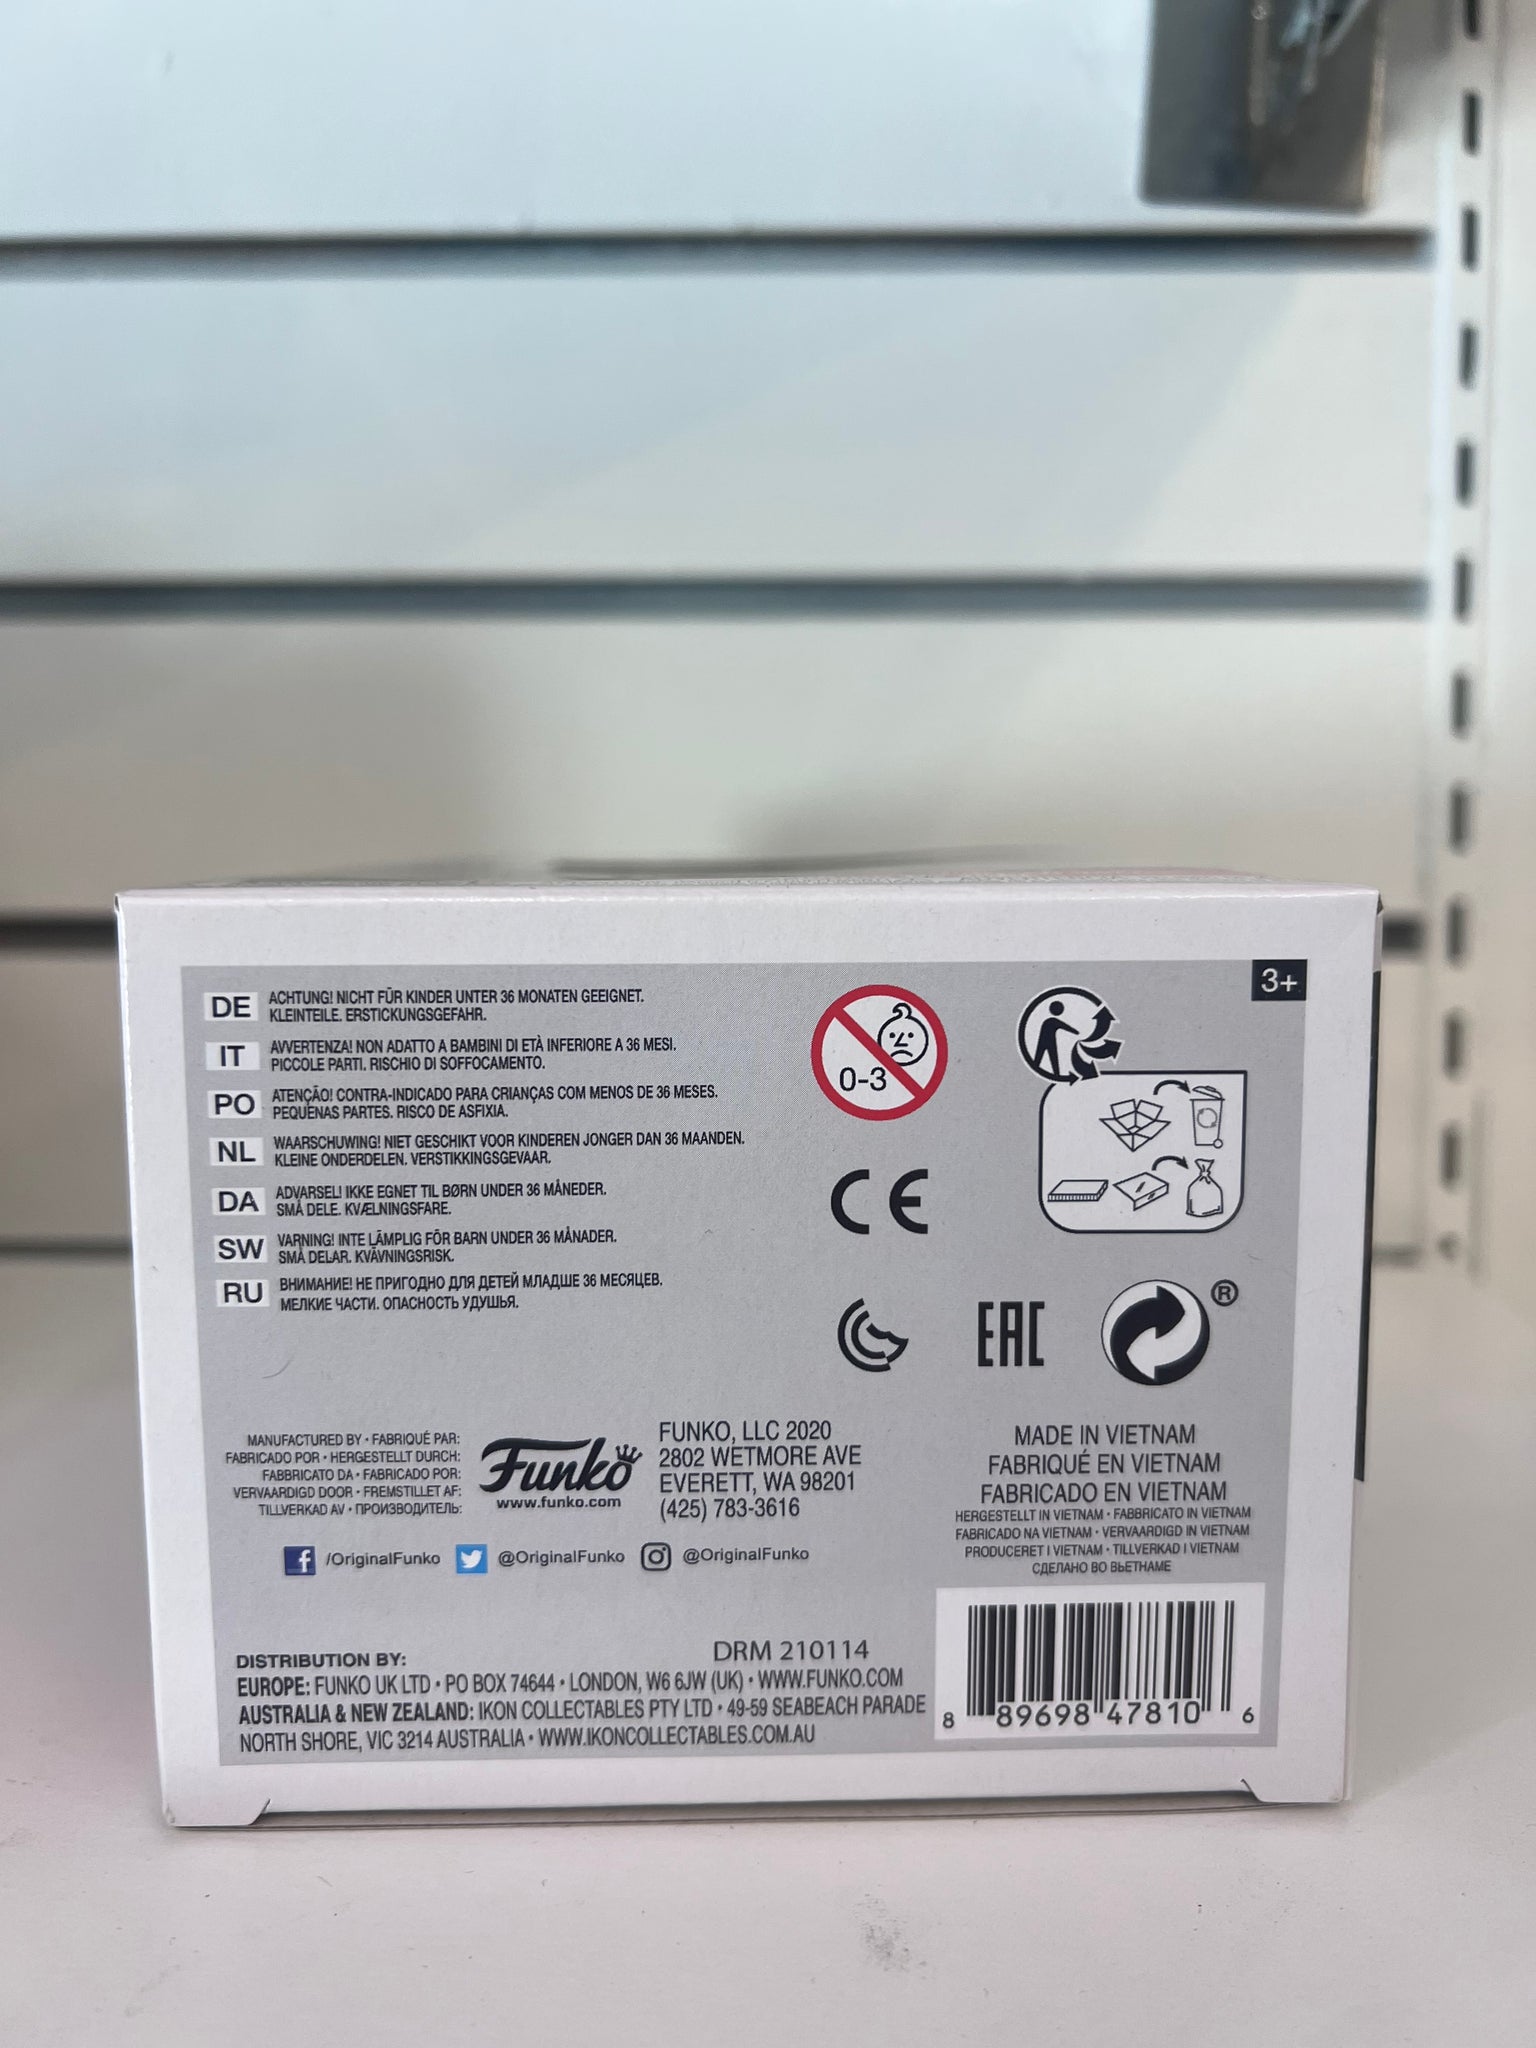 3+
DE ACHTUNG! NICHT FÜR KINDER UNTER 36 MONATEN GEEIGNET.
KLEINTEILE. ERSTICKUNGSGEFAHR.
IT AVVERTENZA! NON ADATTO A BAMBINI DI ETÀ INFERIORE A 36 MESI.
PICCOLE PARTI. RISCHIO DI SOFFOCAMENTO.
PO ATENÇÃO! CONTRA-INDICADO PARA CRIANÇAS COM MENOS DE 36 MESES.
PEQUENAS PARTES. RISCO DE ASFIXIA.
NL WAARSCHUWING! NIET GESCHIKT VOOR KINDEREN JONGER DAN 36 MAANDEN.
KLEINE ONDERDELEN. VERSTIKKINGSGEVAAR.
DA ADVARSEL! IKKE EGNET TIL BØRN UNDER 36 MÅNEDER.
SMÅ DELE. KVÆLNINGSFARE.
SW VARNING! INTE LÄMPLIG FÖR BARN UNDER 36 MÅNADER.
SMÅ DELAR. KVÄVNINGSRISK.
RU ВНИМАНИЕ! НЕ ПРИГОДНО ДЛЯ ДЕТЕЙ МЛАДШЕ 36 МЕСЯЦЕВ.
МЕЛКИЕ ЧАСТИ. ОПАСНОСТЬ УДУШЬЯ.
0-3
CE
EAC
®
MANUFACTURED BY • FABRIQUÉ PAR:
FABRICADO POR • HERGESTELLT DURCH:
FABBRICATO DA • FABRICADO POR:
VERVAARDIGD DOOR • FREMSTILLET AF:
TILLVERKAD AV • ПРОИЗВОДИТЕЛЬ:
Funko
www.funko.com
FUNKO, LLC 2020
2802 WETMORE AVE
EVERETT, WA 98201
(425) 783-3616
MADE IN VIETNAM
FABRIQUÉ EN VIETNAM
FABRICADO EN VIETNAM
HERGESTELLT IN VIETNAM • FABBRICATO IN VIETNAM
FABRICADO NA VIETNAM • VERVAARDIGD IN VIETNAM
PRODUCERET I VIETNAM • TILLVERKAD I VIETNAM
СДЕЛАНО ВО ВЬЕТНАМЕ
/OriginalFunko @OriginalFunko @OriginalFunko
DRM 210114
DISTRIBUTION BY:
EUROPE: FUNKO UK LTD • PO BOX 74644 • LONDON, W6 6JW (UK) • WWW.FUNKO.COM
AUSTRALIA & NEW ZEALAND: IKON COLLECTABLES PTY LTD • 49-59 SEABEACH PARADE
NORTH SHORE, VIC 3214 AUSTRALIA • WWW.IKONCOLLECTABLES.COM.AU
8 89698 47810 6